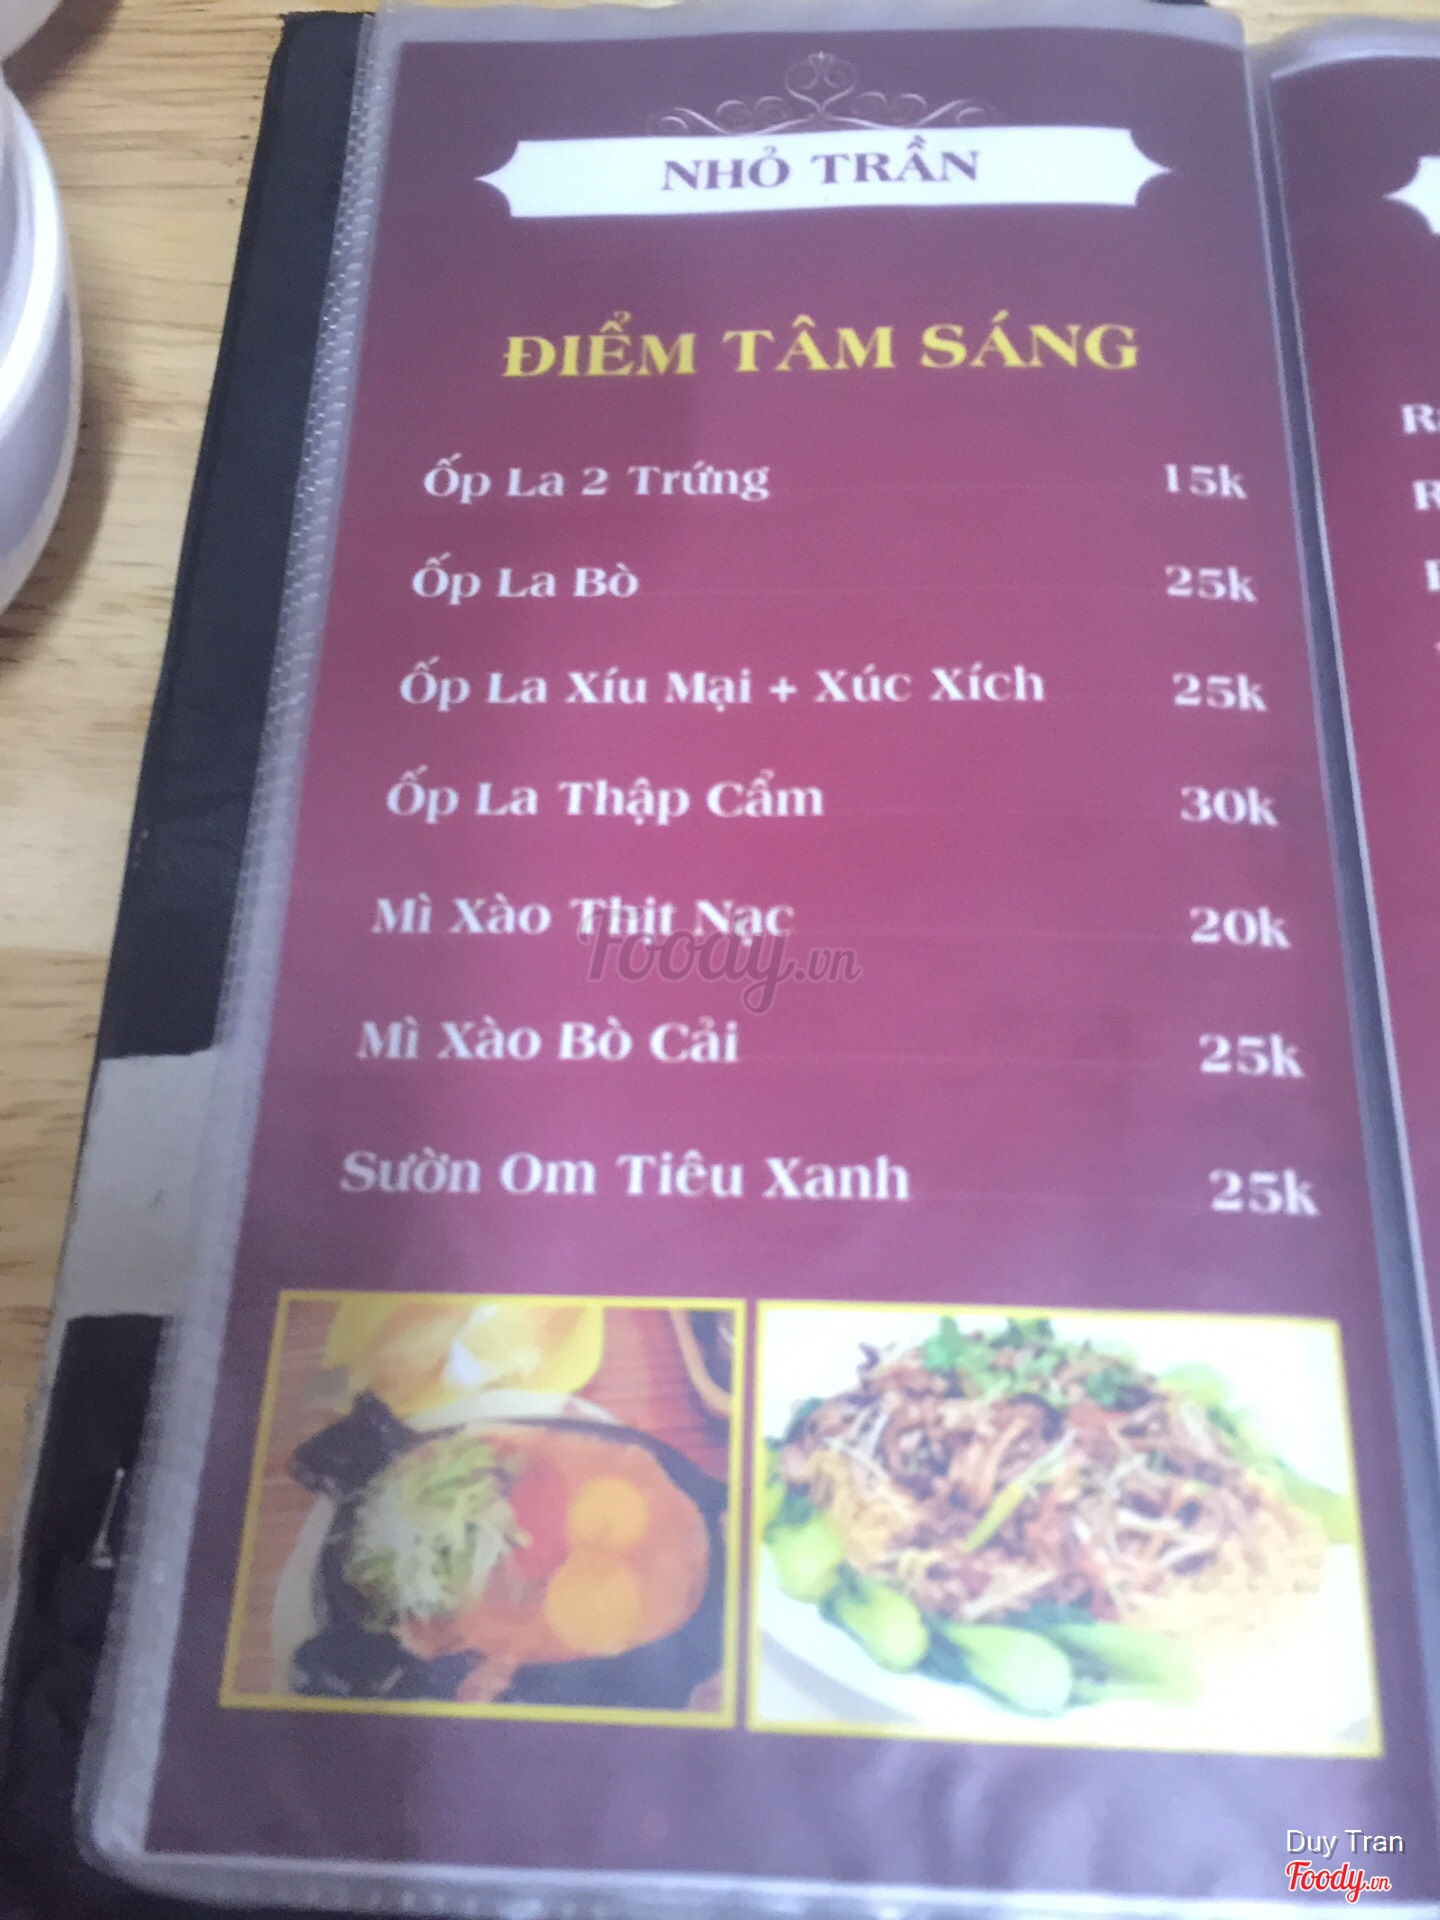 NHỎ TRẦN
ĐIỂM TÂM SÁNG
Ốp La 2 Trứng 15k
Ốp La Bò 25k
Ốp La Xíu Mại + Xúc Xích 25k
Ốp La Thập Cẩm 30k
Mì Xào Thịt Nạc 20k
Mì Xào Bò Cải 25k
Sườn Om Tiêu Xanh 25k
Foody.vn
Duy Tran
Foody.vn